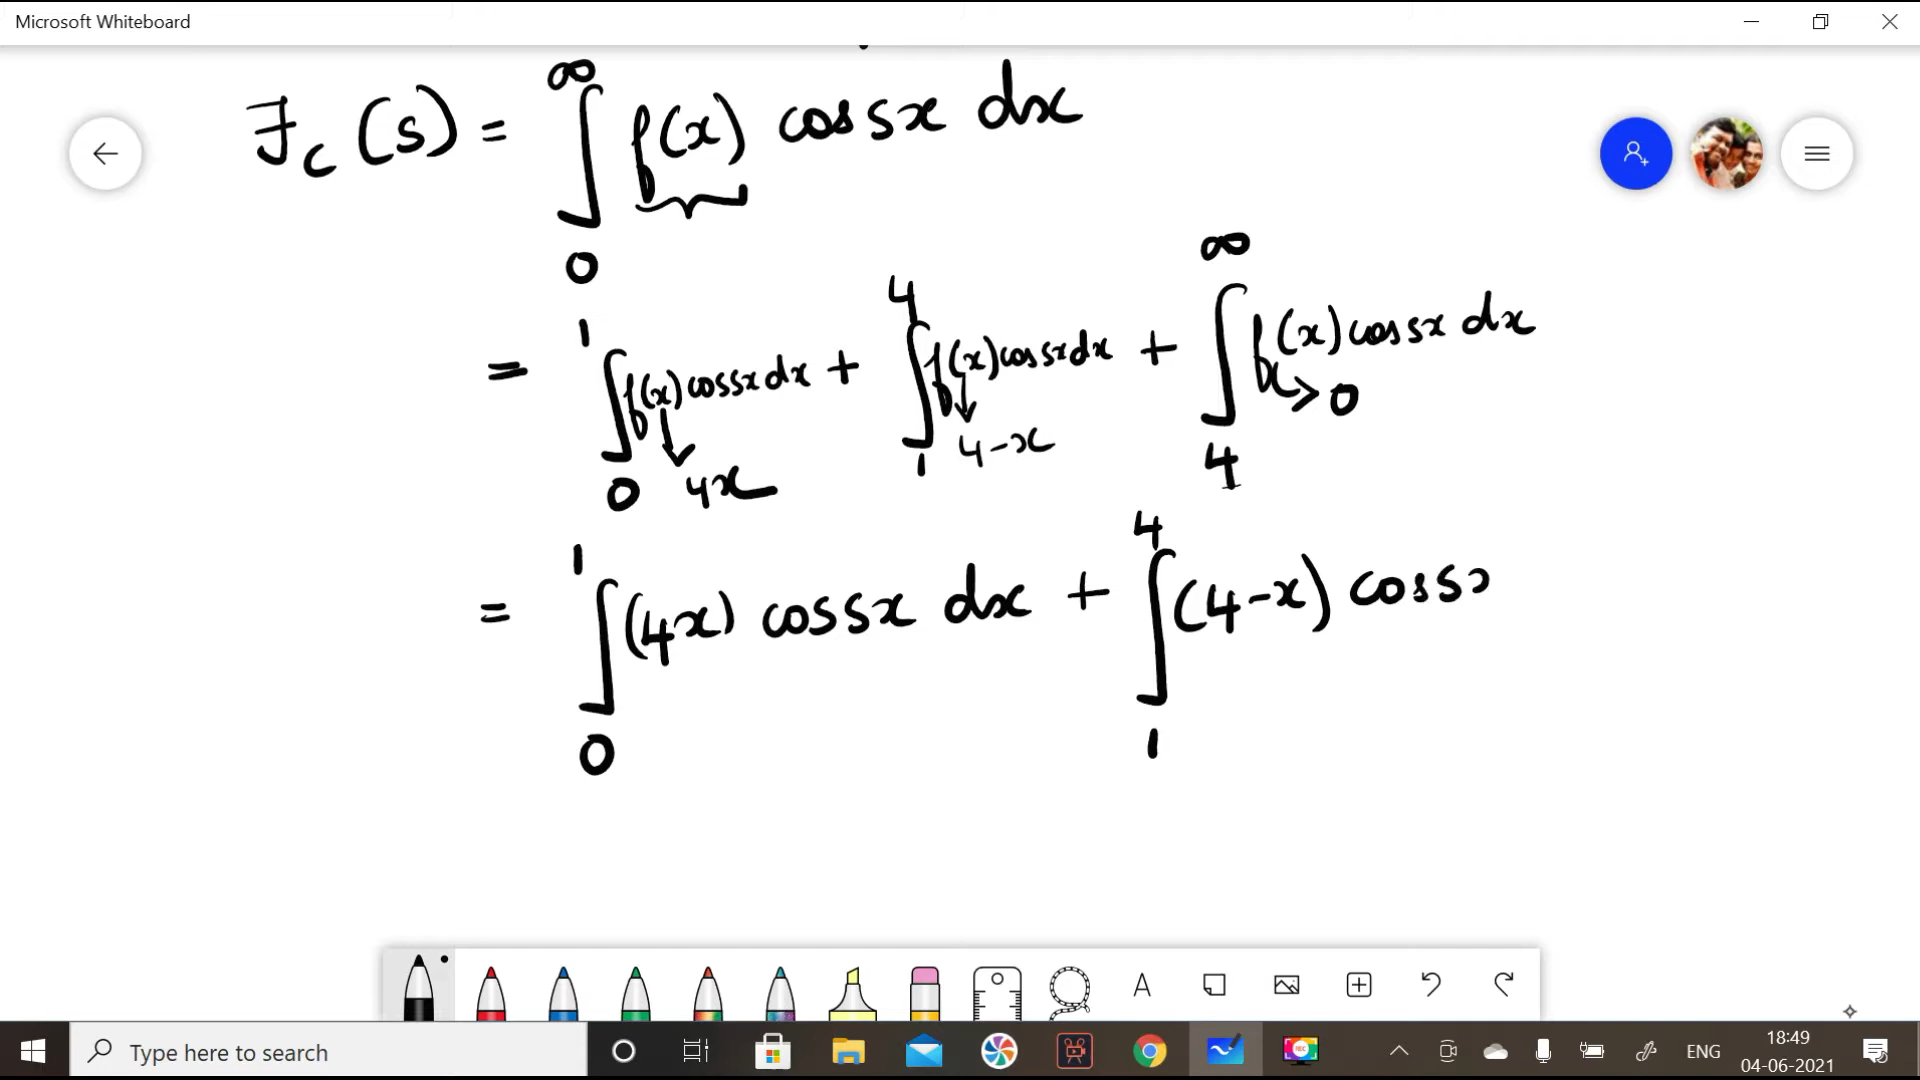 Microsoft Whiteboard
F_c (s) = ∫_0^∞ f(x) cos sx dx
= ∫_0^1 f(x) cos sx dx + ∫_1^4 f(x) cos sx dx + ∫_4^∞ f(x) cos sx dx
4x 4-x 0
= ∫_0^1 (4x) cos sx dx + ∫_1^4 (4-x) cos s
A
Type here to search
ENG
18:49
04-06-2021